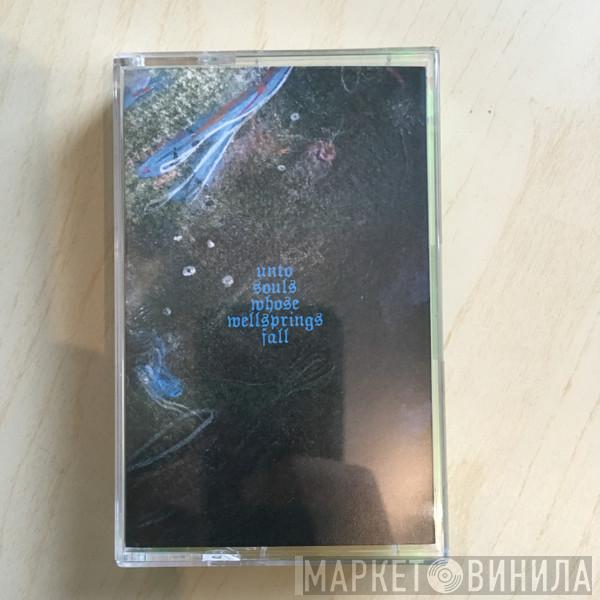 unto
souls
whose
wellsprings
fall
МАРКЕТ ВИНИЛА